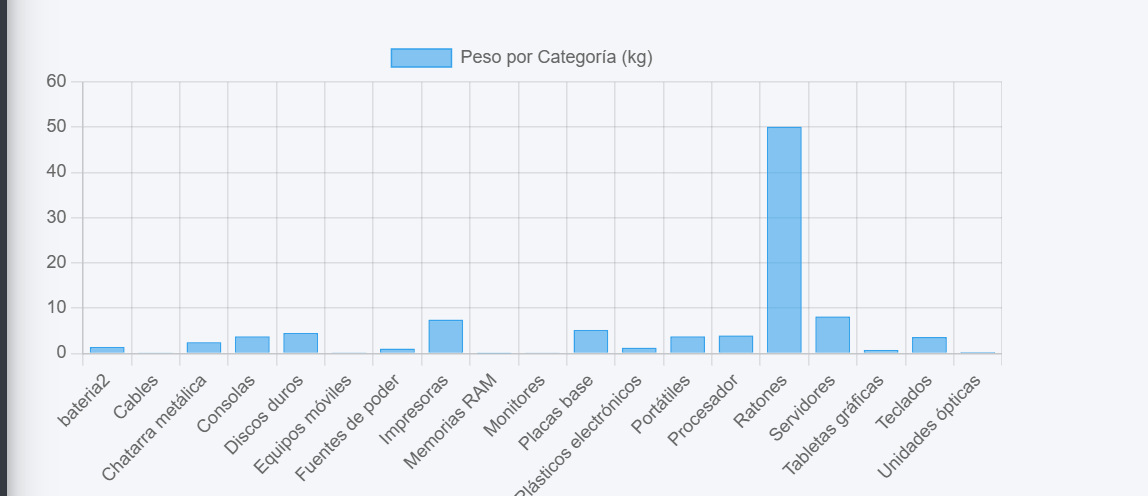 Peso por Categoría (kg)
60
50
40
30
20
10
0
bateria2
Cables
Chatarra metálica
Consolas
Discos duros
Equipos móviles
Fuentes de poder
Impresoras
Memorias RAM
Monitores
Placas base
Plásticos electrónicos
Portátiles
Procesador
Ratones
Servidores
Tabletas gráficas
Teclados
Unidades ópticas